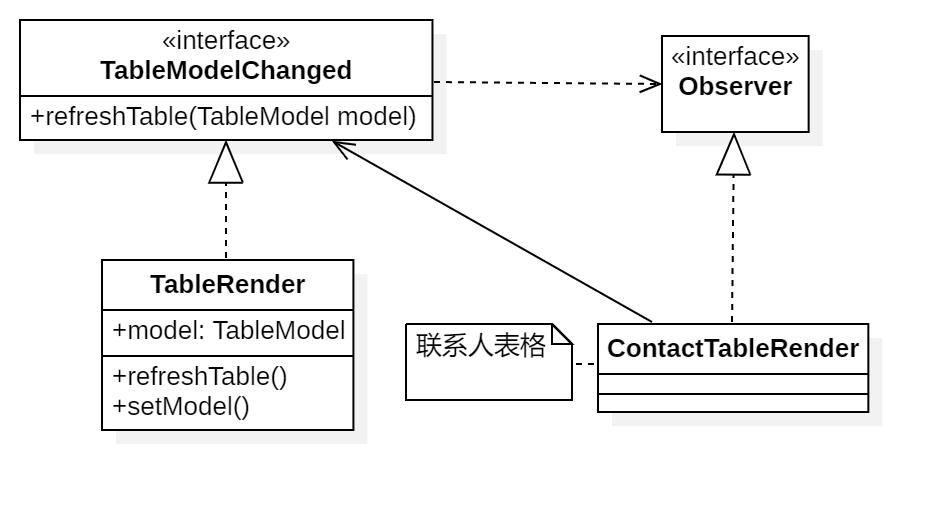 «interface»
TableModelChanged
+refreshTable(TableModel model)
«interface»
Observer
TableRender
+model: TableModel
+refreshTable()
+setModel()
联系人表格
ContactTableRender